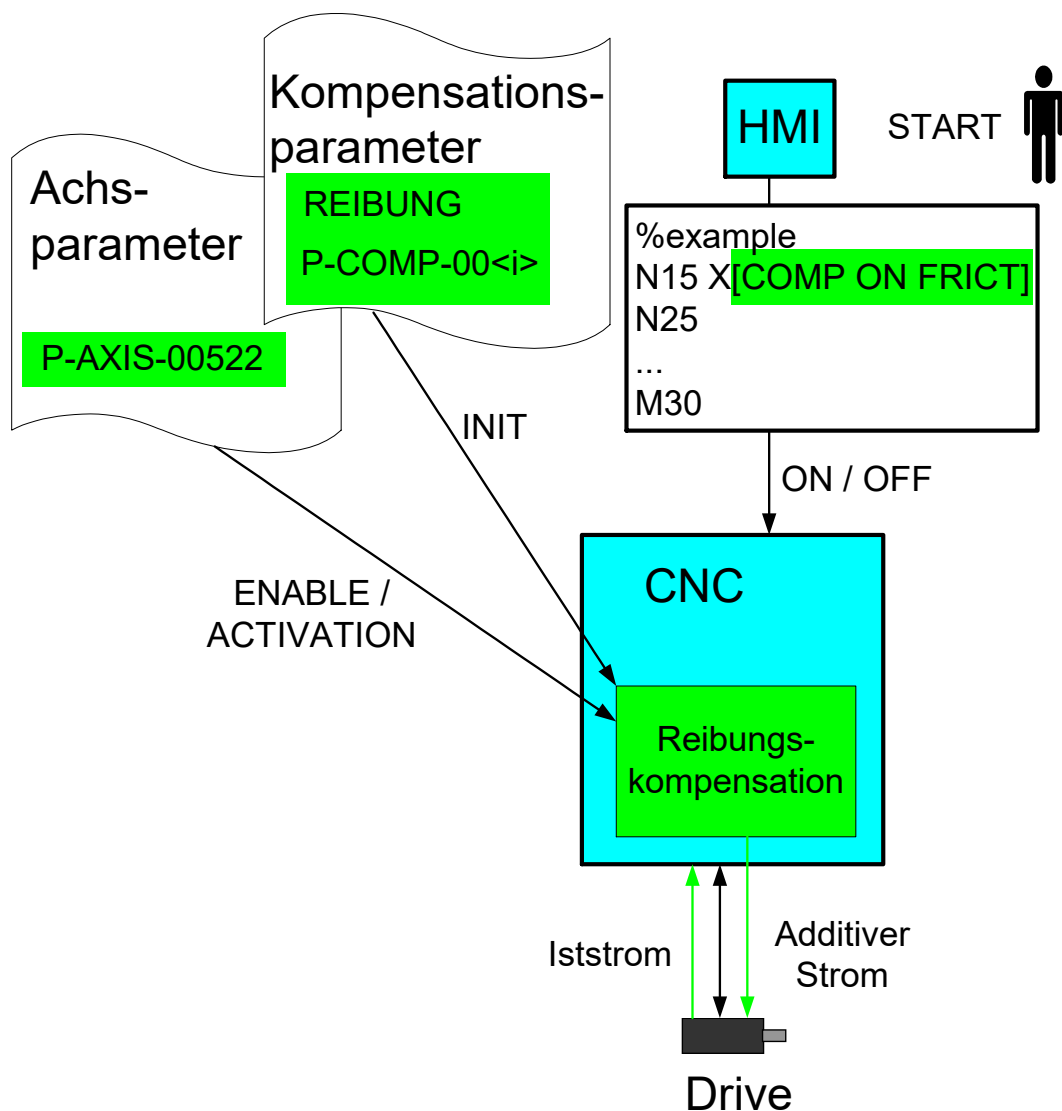 Kompensations-
parameter
REIBUNG
P-COMP-00<i>
Achs-
parameter
P-AXIS-00522
HMI
START
%example
N15 X[COMP ON FRICT]
N25
...
M30
INIT
ON / OFF
ENABLE /
ACTIVATION
CNC
Reibungs-
kompensation
Iststrom
Additiver
Strom
Drive